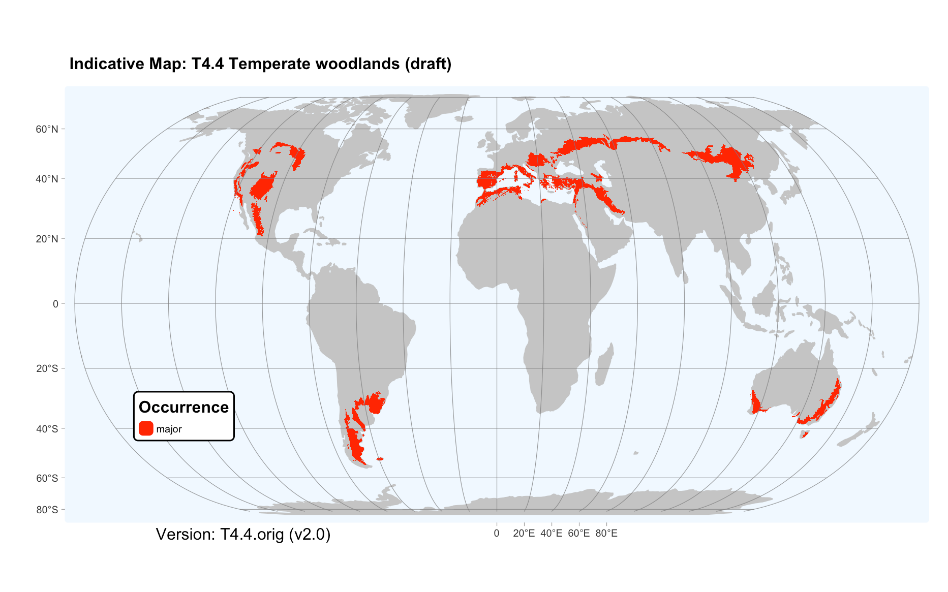 Indicative Map: T4.4 Temperate woodlands (draft)
60°N
40°N
20°N
0
20°S
40°S
60°S
80°S
Occurrence
major
0 20°E 40°E 60°E 80°E
Version: T4.4.orig (v2.0)